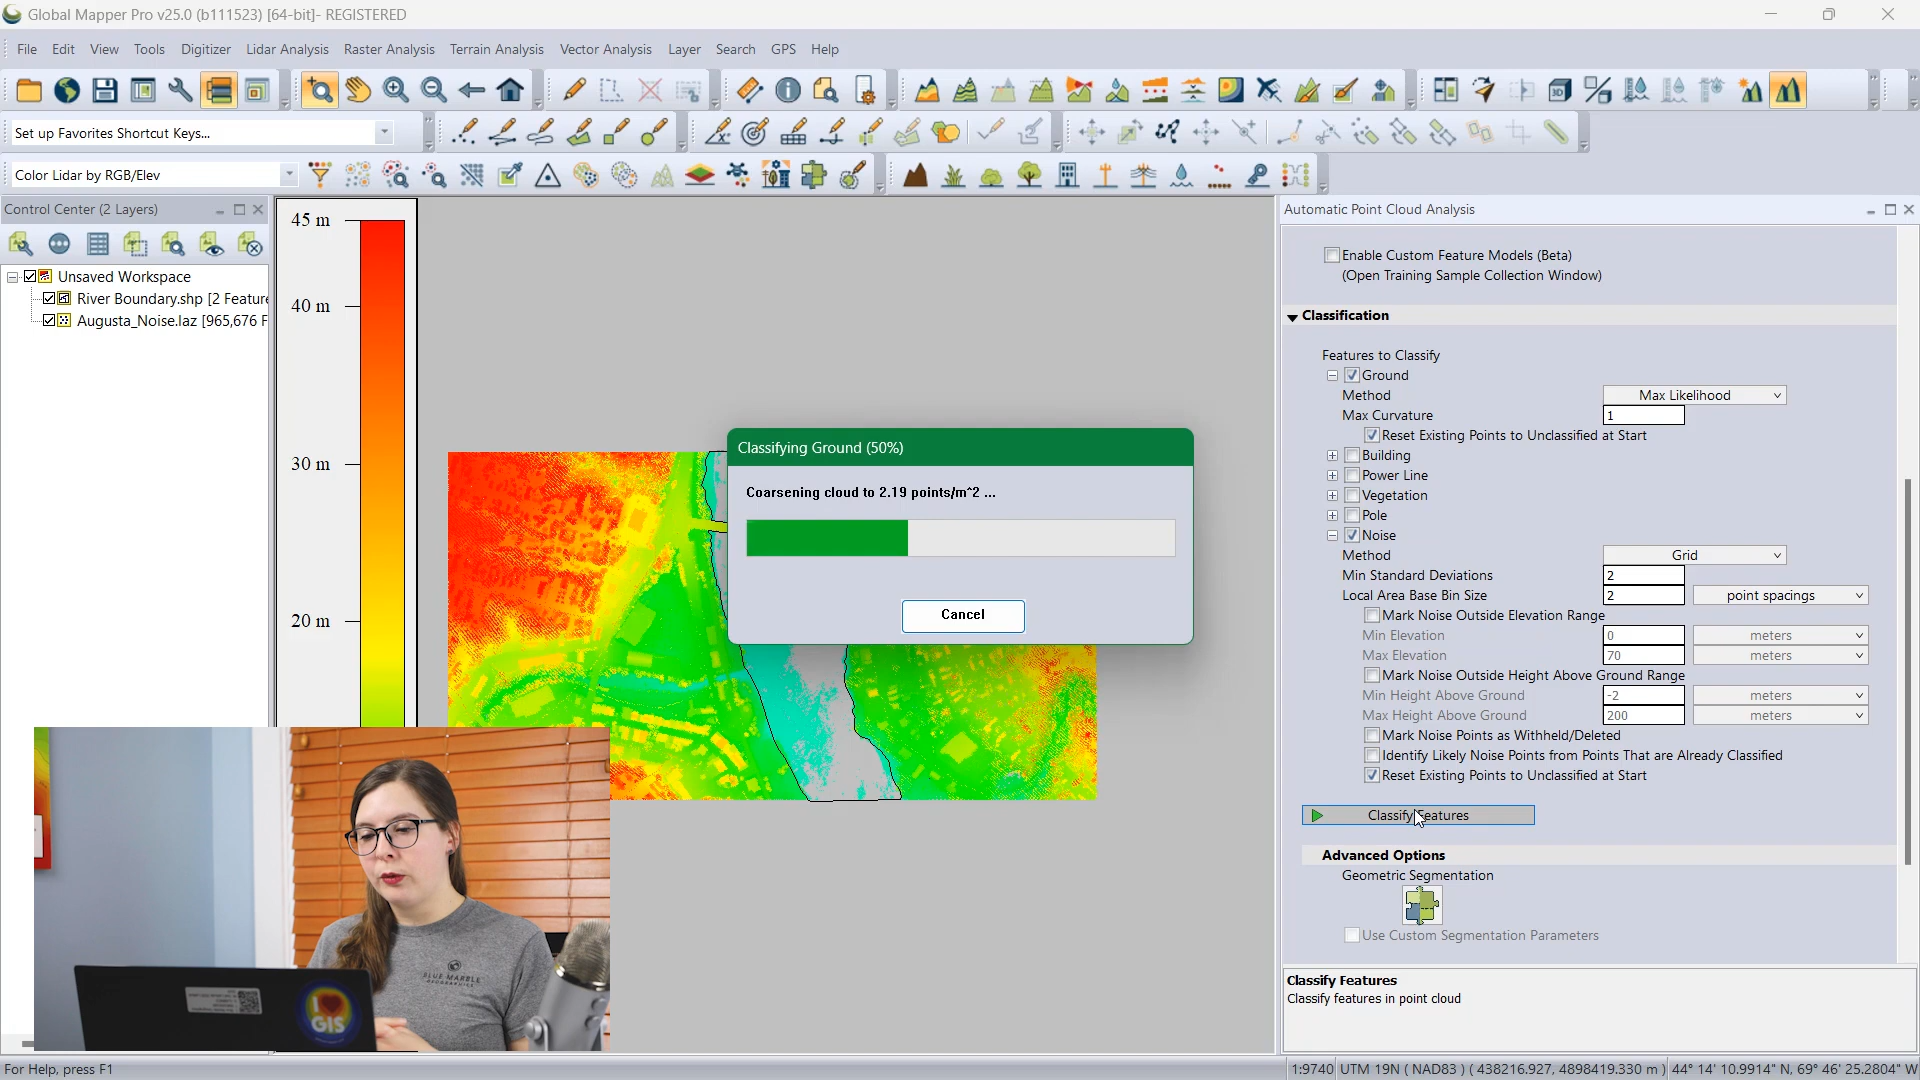 Global Mapper Pro v25.0 (b111523) [64-bit]- REGISTERED
File Edit View Tools Digitizer Lidar Analysis Raster Analysis Terrain Analysis Vector Analysis Layer Search GPS Help
Set up Favorites Shortcut Keys...
Color Lidar by RGB/Elev
Control Center (2 Layers)
Unsaved Workspace
River Boundary.shp [2 Feature
Augusta_Noise.laz [965,676 F
45 m
40 m
30 m
20 m
Classifying Ground (50%)
Coarsening cloud to 2.19 points/m^2 ...
Cancel
BLUE MARBLE
GEOGRAPHICS
I
GIS
Automatic Point Cloud Analysis
Enable Custom Feature Models (Beta)
(Open Training Sample Collection Window)
Classification
Features to Classify
Ground
Method Max Likelihood
Max Curvature 1
Reset Existing Points to Unclassified at Start
Building
Power Line
Vegetation
Pole
Noise
Method Grid
Min Standard Deviations 2
Local Area Base Bin Size 2 point spacings
Mark Noise Outside Elevation Range
Min Elevation 0 meters
Max Elevation 70 meters
Mark Noise Outside Height Above Ground Range
Min Height Above Ground -2 meters
Max Height Above Ground 200 meters
Mark Noise Points as Withheld/Deleted
Identify Likely Noise Points from Points That are Already Classified
Reset Existing Points to Unclassified at Start
Classify Features
Advanced Options
Geometric Segmentation
Use Custom Segmentation Parameters
Classify Features
Classify features in point cloud
For Help, press F1
1:9740 UTM 19N ( NAD83 ) ( 438216.927, 4898419.330 m ) 44° 14' 10.9914" N, 69° 46' 25.2804" W